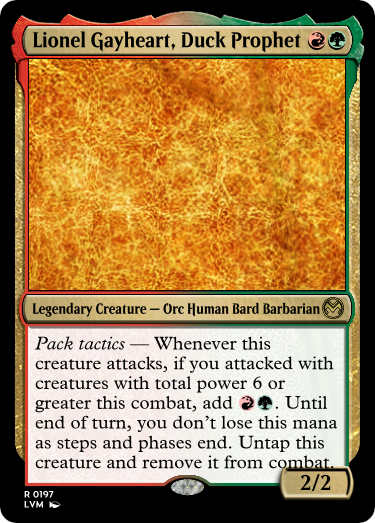 Lionel Gayheart, Duck Prophet
Legendary Creature — Orc Human Bard Barbarian
Pack tactics — Whenever this
creature attacks, if you attacked with
creatures with total power 6 or
greater this combat, add . Until
end of turn, you don't lose this mana
as steps and phases end. Untap this
creature and remove it from combat.
2/2
R 0197
LVM